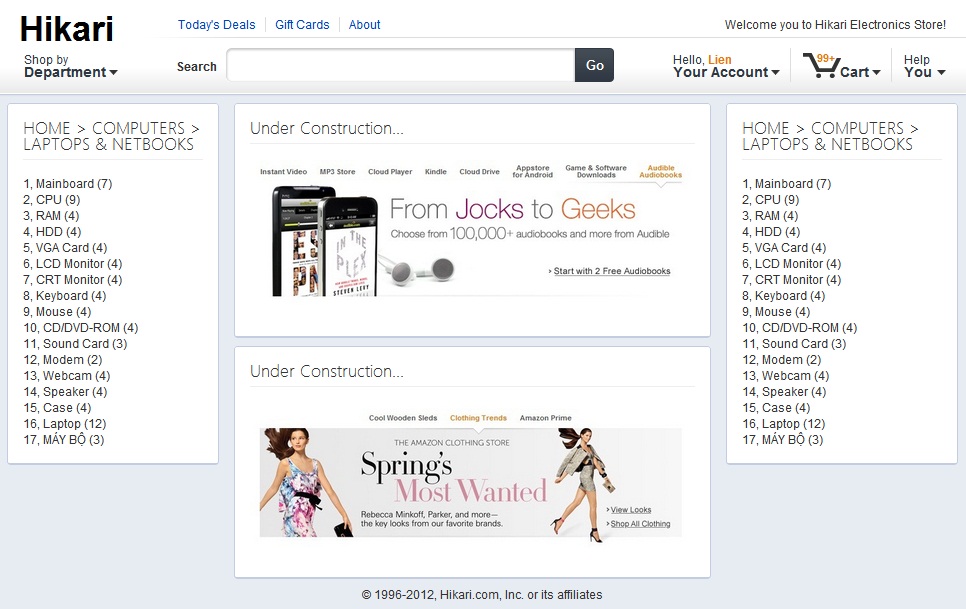 Hikari
Today's Deals
Gift Cards
About
Welcome you to Hikari Electronics Store!
Shop by
Department
Search
Go
Hello, Lien
Your Account
99+
Cart
Help
You
HOME > COMPUTERS >
LAPTOPS & NETBOOKS
1, Mainboard (7)
2, CPU (9)
3, RAM (4)
4, HDD (4)
5, VGA Card (4)
6, LCD Monitor (4)
7, CRT Monitor (4)
8, Keyboard (4)
9, Mouse (4)
10, CD/DVD-ROM (4)
11, Sound Card (3)
12, Modem (2)
13, Webcam (4)
14, Speaker (4)
15, Case (4)
16, Laptop (12)
17, MÁY BỘ (3)
Under Construction...
Instant Video
MP3 Store
Cloud Player
Kindle
Cloud Drive
Appstore
for Android
Game & Software
Downloads
Audible
Audiobooks
IN THE
PLEX
STEVEN LEVY
From Jocks to Geeks
Choose from 100,000+ audiobooks and more from Audible
› Start with 2 Free Audiobooks
Under Construction...
Cool Wooden Sleds
Clothing Trends
Amazon Prime
THE AMAZON CLOTHING STORE
Spring's
Most Wanted
Rebecca Minkoff, Parker, and more—
the key looks from our favorite brands.
› View Looks
› Shop All Clothing
HOME > COMPUTERS >
LAPTOPS & NETBOOKS
1, Mainboard (7)
2, CPU (9)
3, RAM (4)
4, HDD (4)
5, VGA Card (4)
6, LCD Monitor (4)
7, CRT Monitor (4)
8, Keyboard (4)
9, Mouse (4)
10, CD/DVD-ROM (4)
11, Sound Card (3)
12, Modem (2)
13, Webcam (4)
14, Speaker (4)
15, Case (4)
16, Laptop (12)
17, MÁY BỘ (3)
© 1996-2012, Hikari.com, Inc. or its affiliates